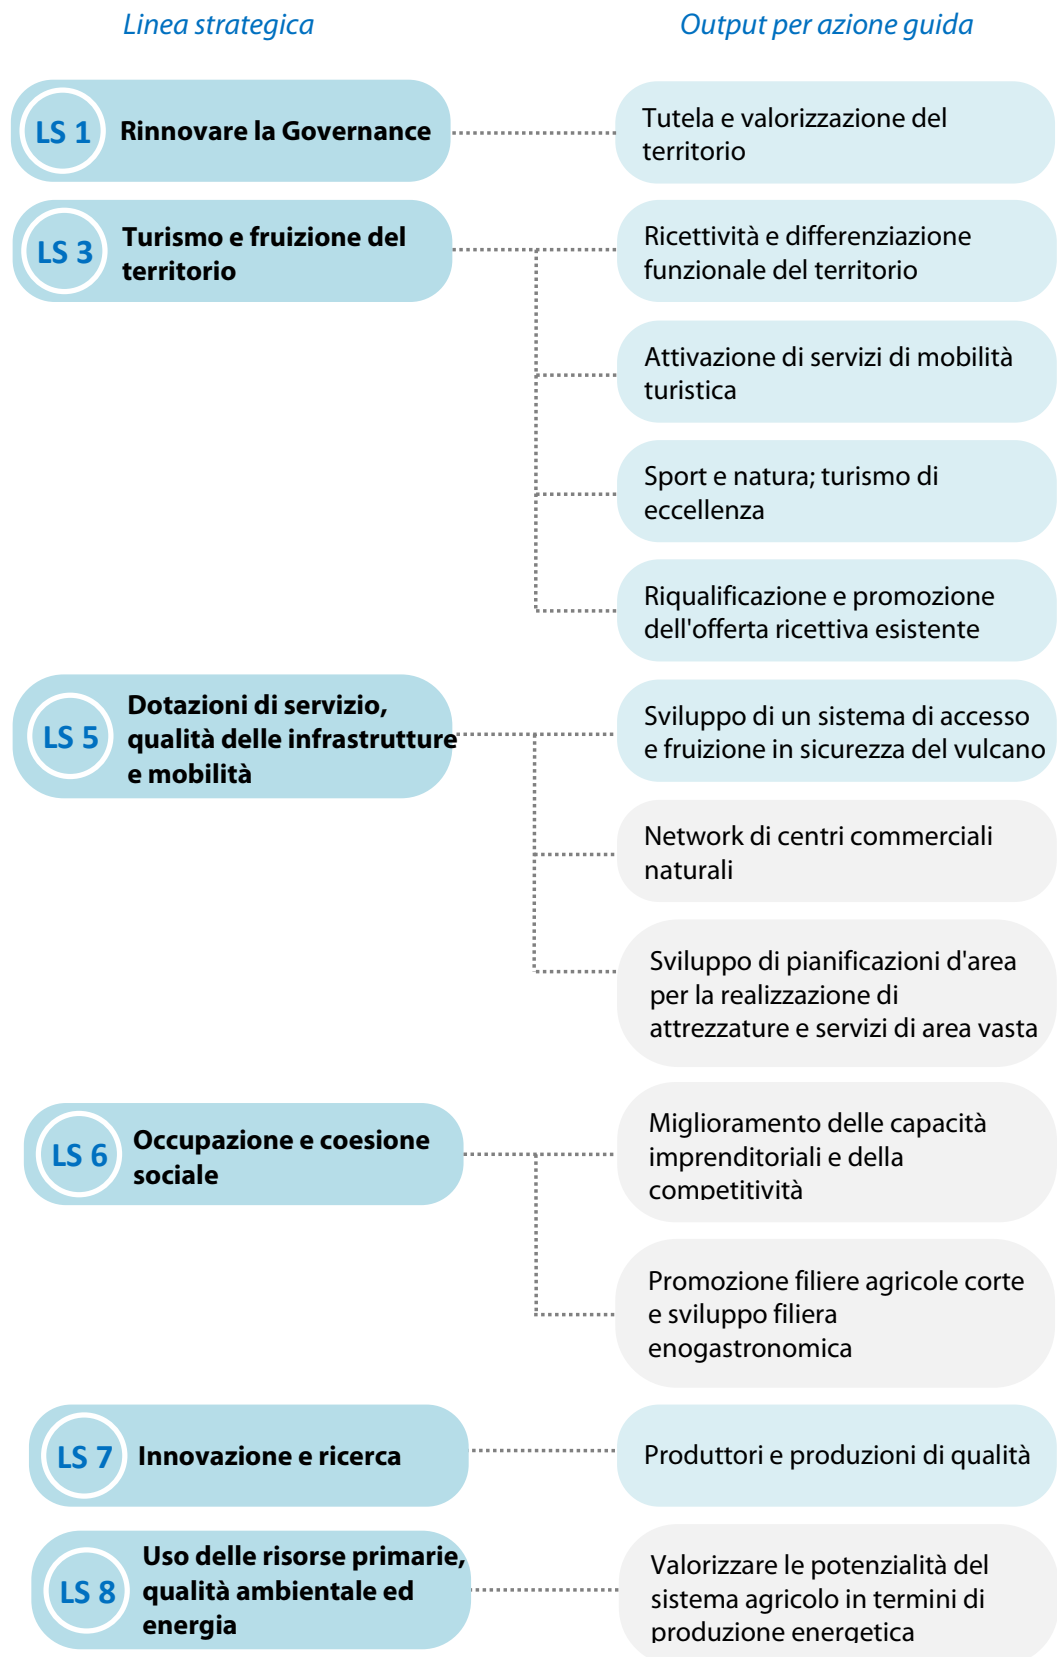 Linea strategica
Output per azione guida
LS 1
Rinnovare la Governance
Tutela e valorizzazione del
territorio
LS 3
Turismo e fruizione del
territorio
Ricettività e differenziazione
funzionale del territorio
Attivazione di servizi di mobilità
turistica
Sport e natura; turismo di
eccellenza
Riqualificazione e promozione
dell'offerta ricettiva esistente
LS 5
Dotazioni di servizio,
qualità delle infrastrutture
e mobilità
Sviluppo di un sistema di accesso
e fruizione in sicurezza del vulcano
Network di centri commerciali
naturali
Sviluppo di pianificazioni d'area
per la realizzazione di
attrezzature e servizi di area vasta
LS 6
Occupazione e coesione
sociale
Miglioramento delle capacità
imprenditoriali e della
competitività
Promozione filiere agricole corte
e sviluppo filiera
enogastronomica
LS 7
Innovazione e ricerca
Produttori e produzioni di qualità
LS 8
Uso delle risorse primarie,
qualità ambientale ed
energia
Valorizzare le potenzialità del
sistema agricolo in termini di
produzione energetica